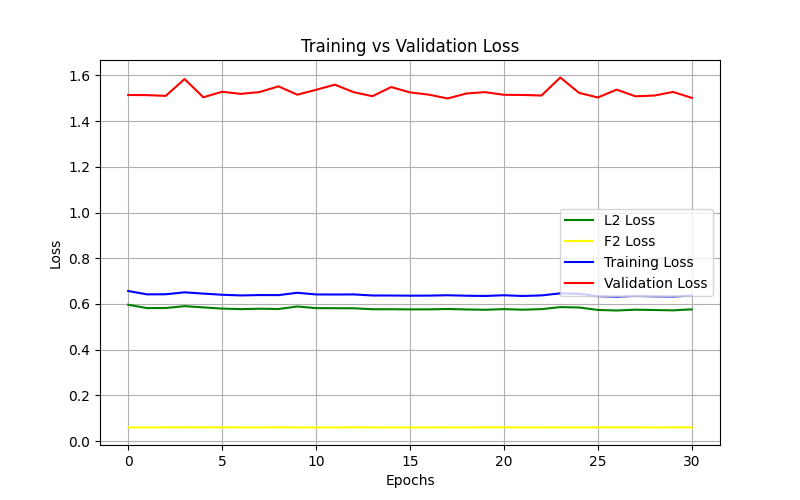 Training vs Validation Loss
1.6
1.4
1.2
1.0
0.8
0.6
0.4
0.2
0.0
Loss
L2 Loss
F2 Loss
Training Loss
Validation Loss
0 5 10 15 20 25 30
Epochs